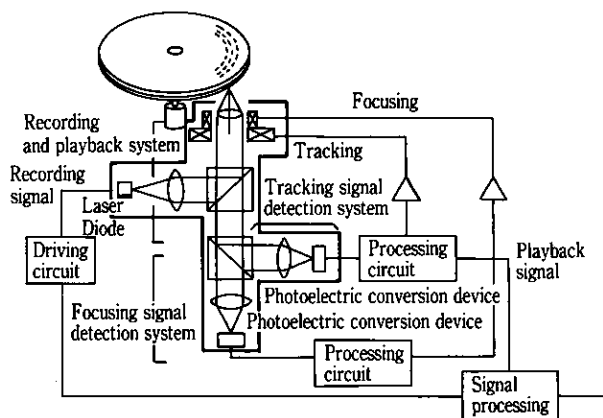 Focusing
Recording
and playback system
Tracking
Recording
signal
Laser
Diode
Tracking signal
detection system
Driving
circuit
Processing
circuit
Playback
signal
Photoelectric conversion device
Focusing signal
detection system
Photoelectric conversion device
Processing
circuit
Signal
processing